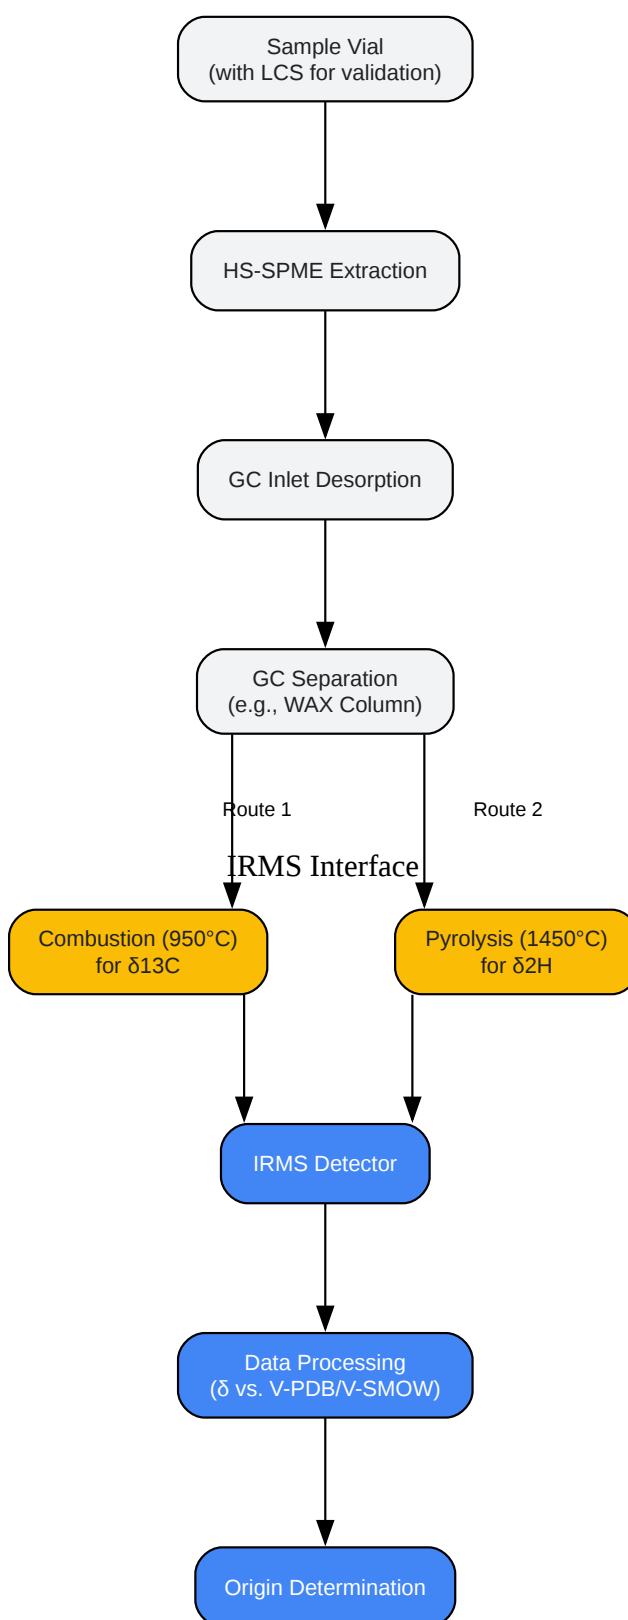 Sample Vial
(with LCS for validation)
HS-SPME Extraction
GC Inlet Desorption
GC Separation
(e.g., WAX Column)
Route 1
Route 2
IRMS Interface
Combustion (950°C)
for δ13C
Pyrolysis (1450°C)
for δ2H
IRMS Detector
Data Processing
(δ vs. V-PDB/V-SMOW)
Origin Determination